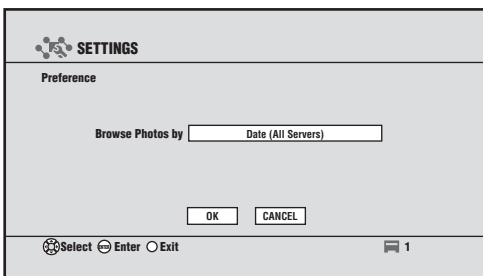 SETTINGS
Preference
Browse Photos by Date (All Servers)
OK CANCEL
Select Enter Exit 1